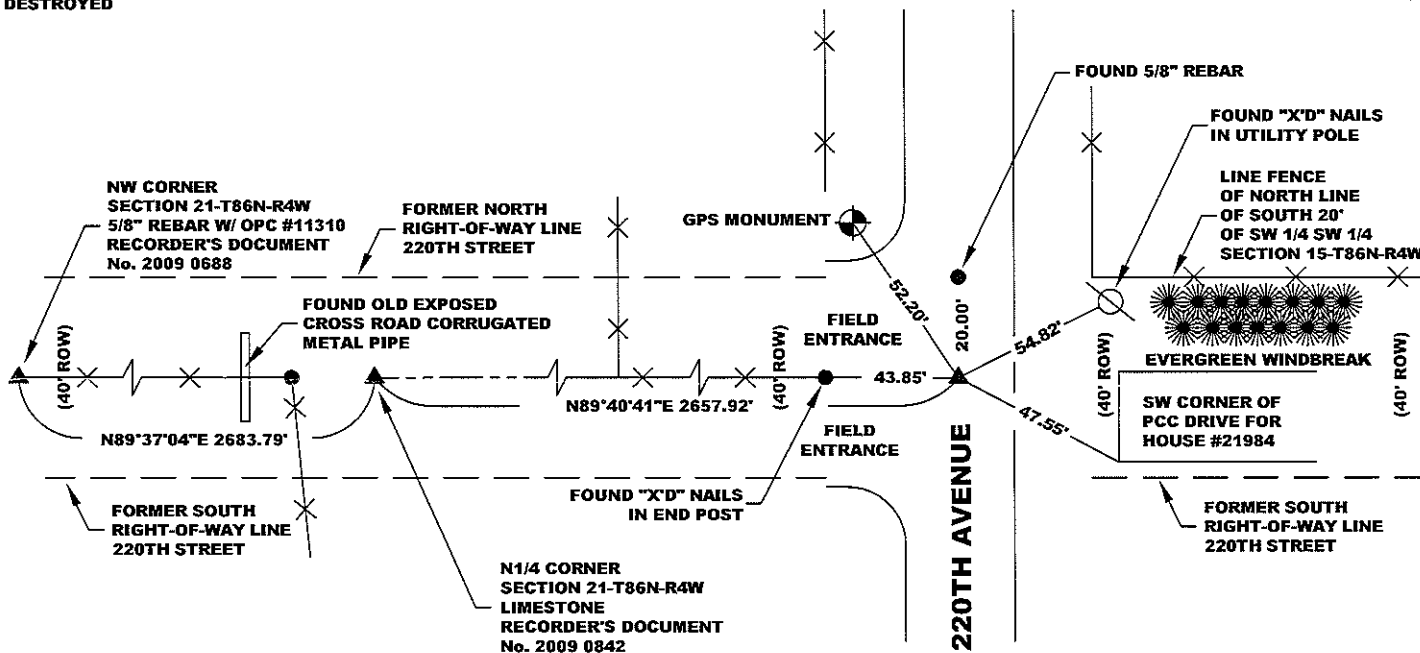 DESTROYED
FOUND 5/8" REBAR
FOUND "X'D" NAILS
IN UTILITY POLE
LINE FENCE
OF NORTH LINE
OF SOUTH 20'
OF SW 1/4 SW 1/4
SECTION 15-T86N-R4W
NW CORNER
SECTION 21-T86N-R4W
5/8" REBAR W/ OPC #11310
RECORDER'S DOCUMENT
No. 2009 0688
FORMER NORTH
RIGHT-OF-WAY LINE
220TH STREET
GPS MONUMENT
FOUND OLD EXPOSED
CROSS ROAD CORRUGATED
METAL PIPE
52.20'
20.00'
54.82'
FIELD
ENTRANCE
EVERGREEN WINDBREAK
(40' ROW)
(40' ROW)
(40' ROW)
(40' ROW)
43.85'
47.55'
N89°40'41"E 2657.92'
N89°37'04"E 2683.79'
SW CORNER OF
PCC DRIVE FOR
HOUSE #21984
FIELD
ENTRANCE
220TH AVENUE
FOUND "X'D" NAILS
IN END POST
FORMER SOUTH
RIGHT-OF-WAY LINE
220TH STREET
FORMER SOUTH
RIGHT-OF-WAY LINE
220TH STREET
N1/4 CORNER
SECTION 21-T86N-R4W
LIMESTONE
RECORDER'S DOCUMENT
No. 2009 0842